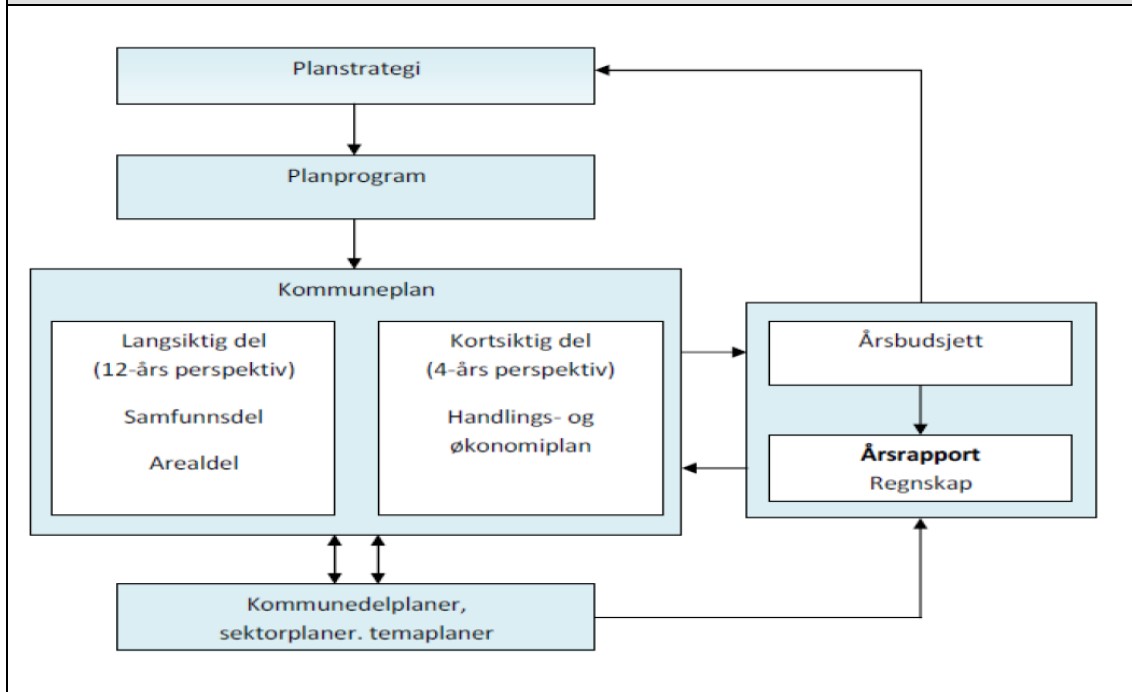 Planstrategi
Planprogram
Kommuneplan
Langsiktig del
(12-års perspektiv)
Samfunnsdel
Arealdel
Kortsiktig del
(4-års perspektiv)
Handlings- og
økonomiplan
Årsbudsjett
Årsrapport
Regnskap
Kommunedelplaner,
sektorplaner. temaplaner